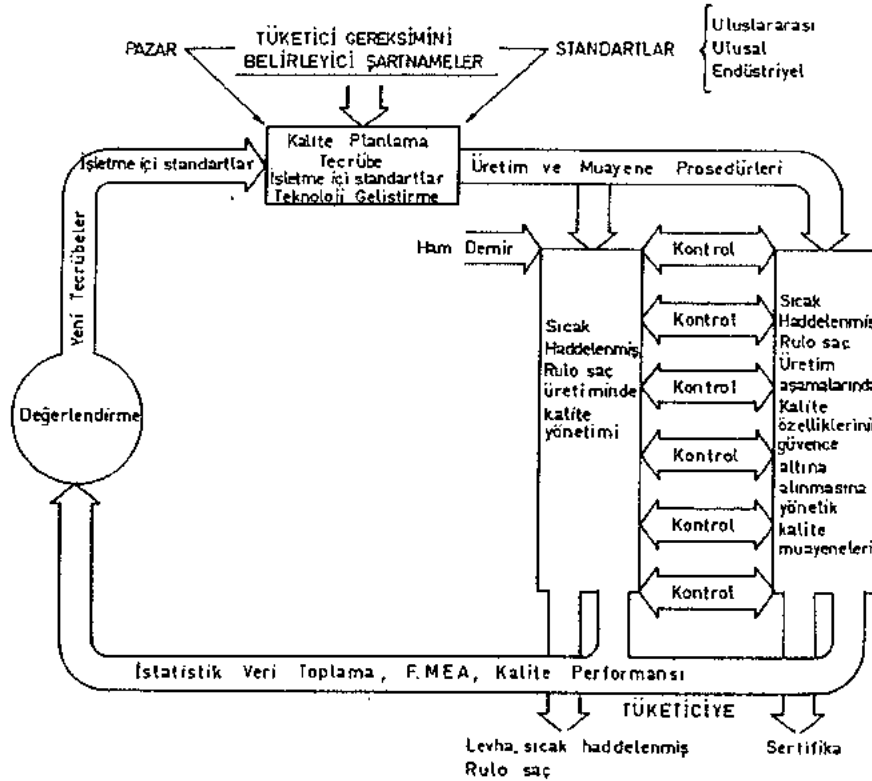 PAZAR
TÜKETİCİ GEREKSİMİNİ
BELİRLEYİCİ ŞARTNAMELER
STANDARTLAR
Uluslararası
Ulusal
Endüstriyel
Kalite Planlama
Tecrübe
İşletme içi standartlar
Teknoloji Geliştirme
İşletme içi standartlar
Üretim ve Muayene Prosedürleri
Yeni Tecrübeler
Ham Demir
Kontrol
Kontrol
Kontrol
Kontrol
Kontrol
Kontrol
Sıcak
Haddelenmiş
Rulo saç
üretiminde
kalite
yönetimi
Sıcak
Haddelenmiş
Rulo saç
Üretim
aşamalarında
Kalite
özelliklerini
güvence
altına
alınmasına
yönetik
kalite
muayeneleri
Değerlendirme
İstatistik Veri Toplama, F.MEA, Kalite Performansı
TÜKETİCİYE
Levha, sıcak haddelenmiş
Rulo saç
Sertifika